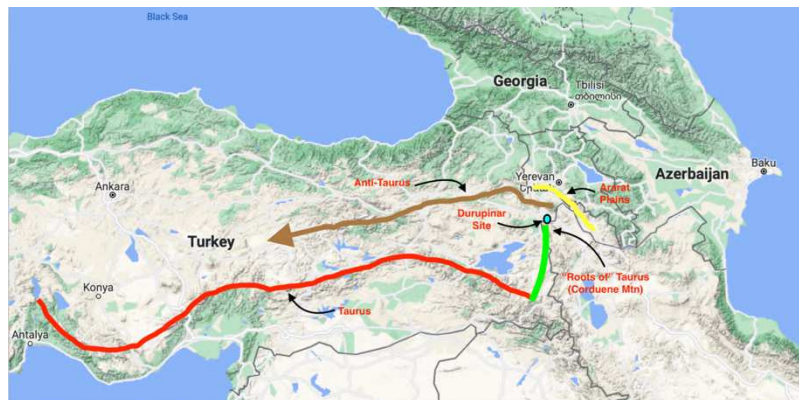 Black Sea
Georgia
Tbilisi
თბილისი
Ankara
Anti-Taurus
Yerevan
Ararat
Plains
Azerbaijan
Baku
Durupinar
Site
Turkey
"Roots of" Taurus
(Corduene Mtn)
Konya
Taurus
Antalya